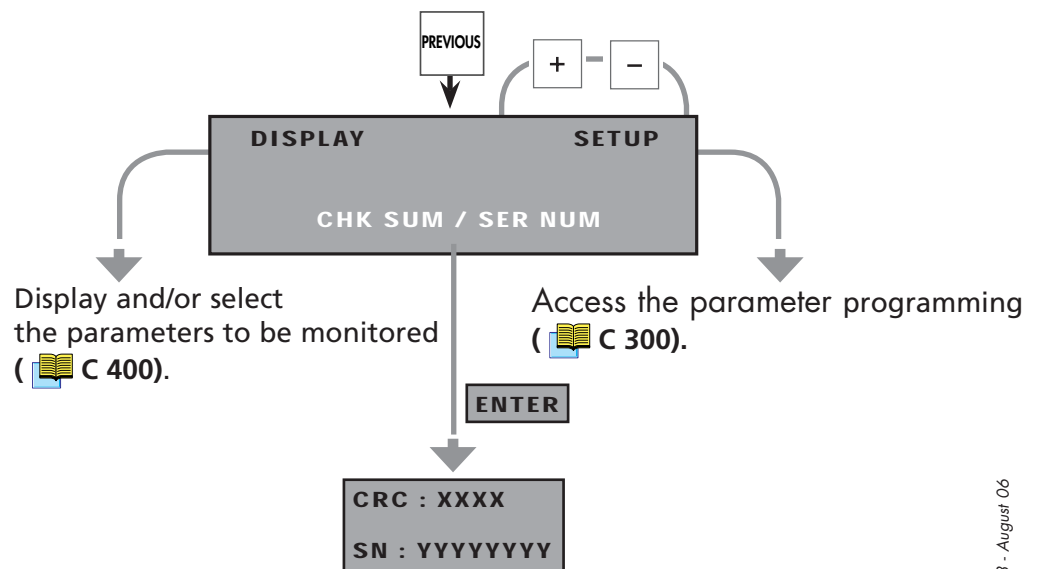 PREVIOUS
+ – −
DISPLAY SETUP
CHK SUM / SER NUM
Display and/or select
the parameters to be monitored
( C 400).
Access the parameter programming
( C 300).
ENTER
CRC : XXXX
SN : YYYYYYYY
- August 06